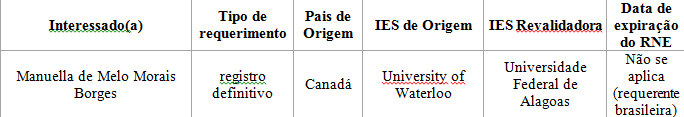 Interessado(a)
Tipo de
requerimento
Pais de
Origem
IES de Origem
IES Revalidadora
Data de
expiração
do RNE
Manuella de Melo Morais
Borges
registro
definitivo
Canadá
University of
Waterloo
Universidade
Federal de
Alagoas
Não se
aplica
(requerente
brasileira)